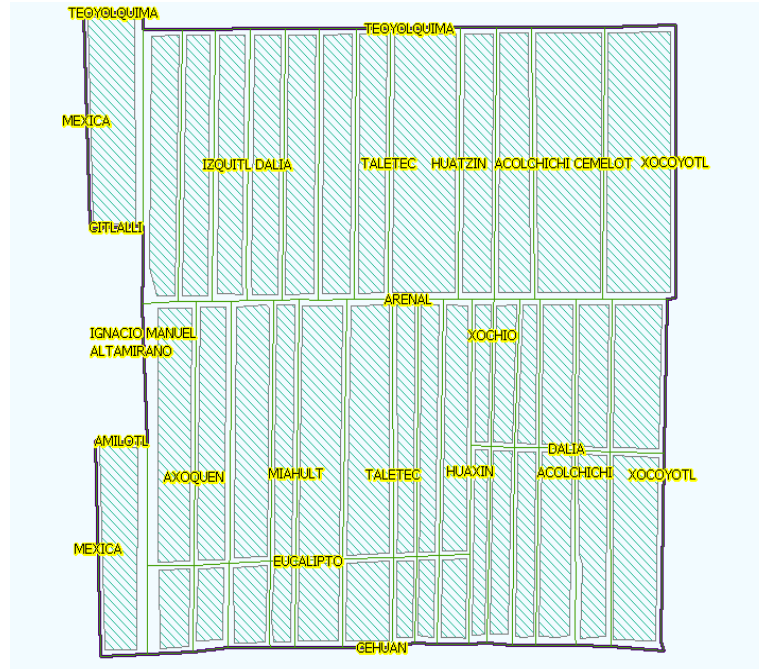 TEOYOLQUIMA
TEOYOLQUIMA
MEXICA
IZQUITL DALIA
TALETEC
HUATZIN
ACOLCHICHI
CEMELOT
XOCOYOTL
CITLALLI
ARENAL
IGNACIO MANUEL
ALTAMIRANO
XOCHIO
AMILOTL
DALIA
AXOQUEN
MIAHULT
TALETEC
HUAXIN
ACOLCHICHI
XOCOYOTL
MEXICA
EUCALIPTO
CEHUAN